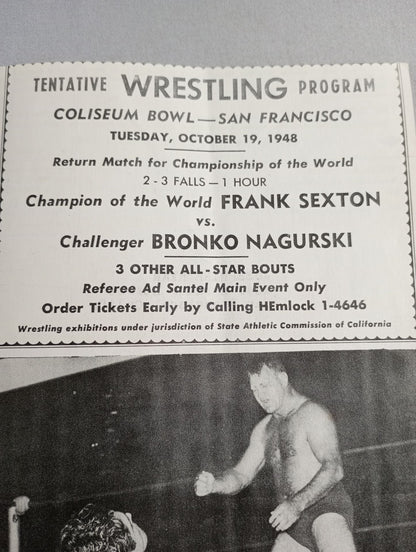 TENTATIVE WRESTLING PROGRAM
COLISEUM BOWL—SAN FRANCISCO
TUESDAY, OCTOBER 19, 1948
Return Match for Championship of the World
2 - 3 FALLS — 1 HOUR
Champion of the World FRANK SEXTON
vs.
Challenger BRONKO NAGURSKI
3 OTHER ALL-STAR BOUTS
Referee Ad Santel Main Event Only
Order Tickets Early by Calling HEmlock 1-4646
Wrestling exhibitions under jurisdiction of State Athletic Commission of California